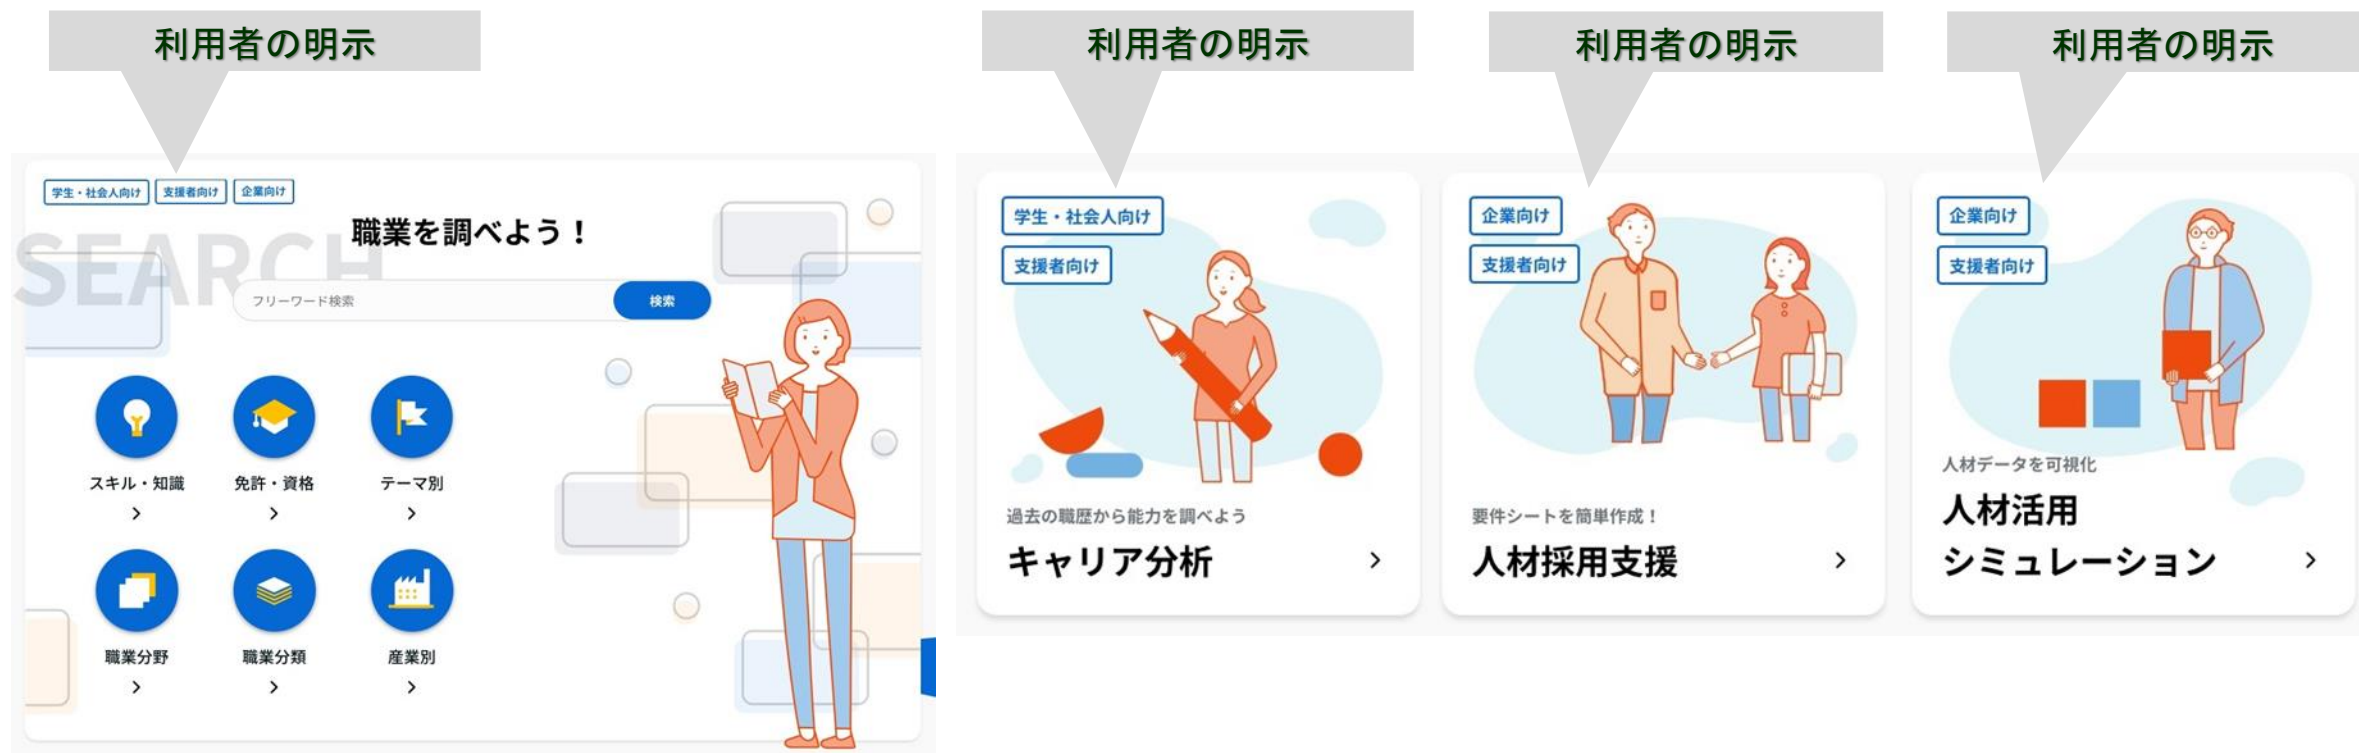 利用者の明示
利用者の明示
利用者の明示
利用者の明示
学生・社会人向け
支援者向け
企業向け
職業を調べよう！
SEARCH
フリーワード検索
検索
スキル・知識
免許・資格
テーマ別
職業分野
職業分類
産業別
学生・社会人向け
支援者向け
過去の職歴から能力を調べよう
キャリア分析
企業向け
支援者向け
要件シートを簡単作成！
人材採用支援
企業向け
支援者向け
人材データを可視化
人材活用
シミュレーション